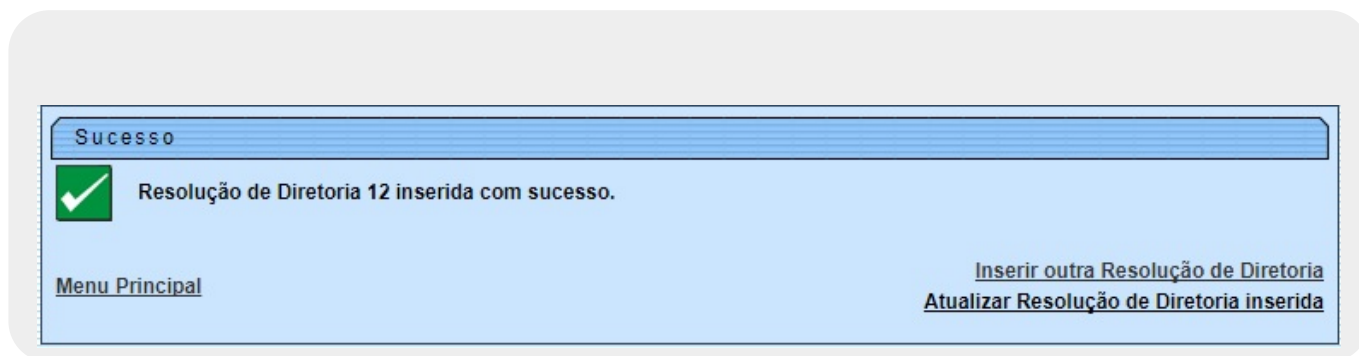 Sucesso
Resolução de Diretoria 12 inserida com sucesso.
Menu Principal
Inserir outra Resolução de Diretoria
Atualizar Resolução de Diretoria inserida